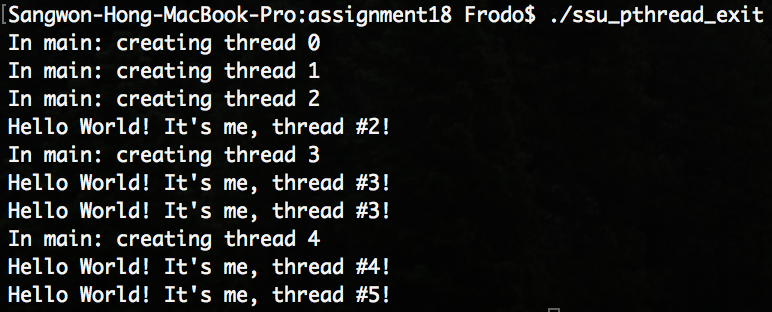 [Sangwon-Hong-MacBook-Pro:assignment18 Frodo$ ./ssu_pthread_exit
In main: creating thread 0
In main: creating thread 1
In main: creating thread 2
Hello World! It's me, thread #2!
In main: creating thread 3
Hello World! It's me, thread #3!
Hello World! It's me, thread #3!
In main: creating thread 4
Hello World! It's me, thread #4!
Hello World! It's me, thread #5!